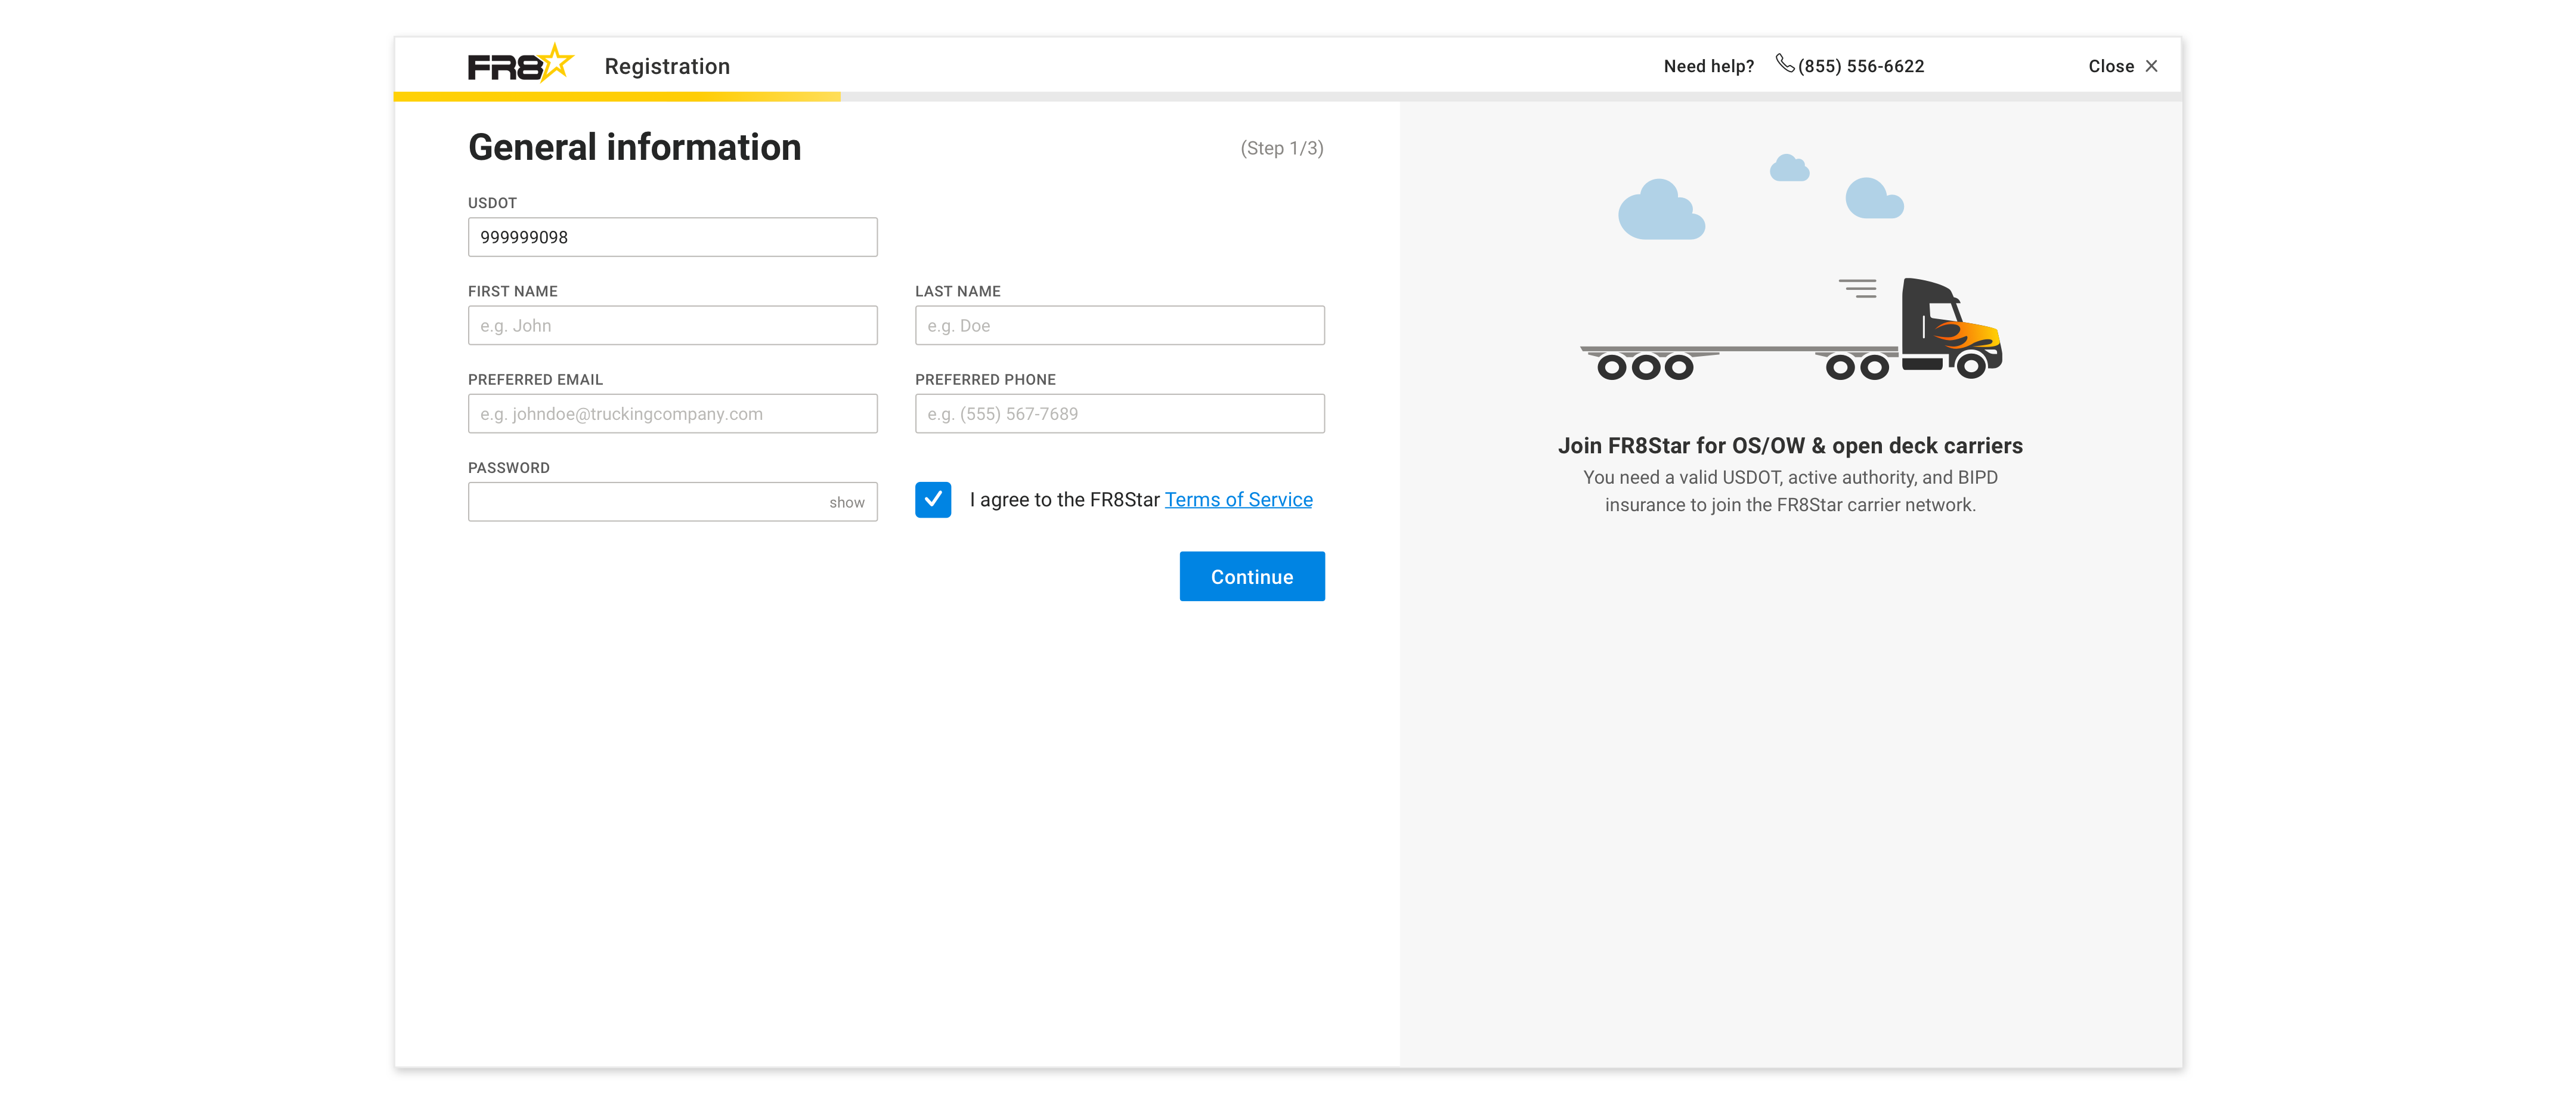 FR8 Registration Need help? (855) 556-6622 Close
General information (Step 1/3)
USDOT
999999098
FIRST NAME LAST NAME
e.g. John e.g. Doe
PREFERRED EMAIL PREFERRED PHONE
e.g. johndoe@truckingcompany.com e.g. (555) 567-7689
PASSWORD
show I agree to the FR8Star Terms of Service
Continue
Join FR8Star for OS/OW & open deck carriers
You need a valid USDOT, active authority, and BIPD
insurance to join the FR8Star carrier network.